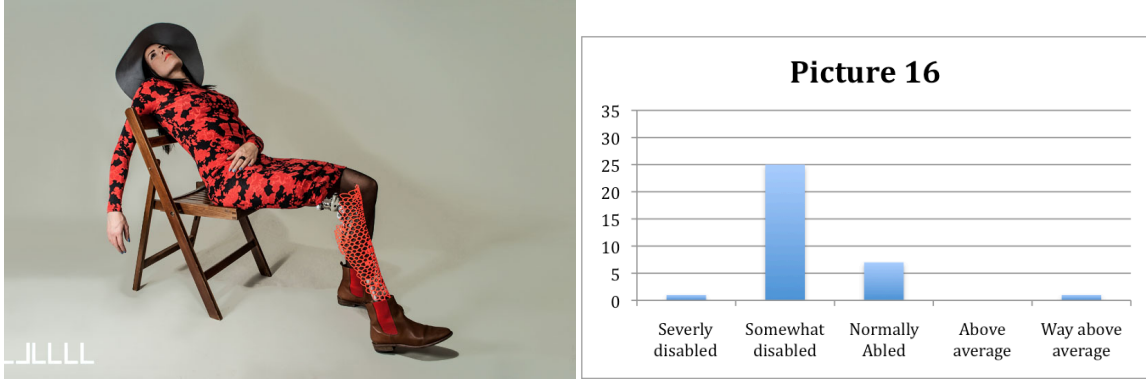 Picture 16
35
30
25
20
15
10
5
0
Severly
disabled
Somewhat
disabled
Normally
Abled
Above
average
Way above
average